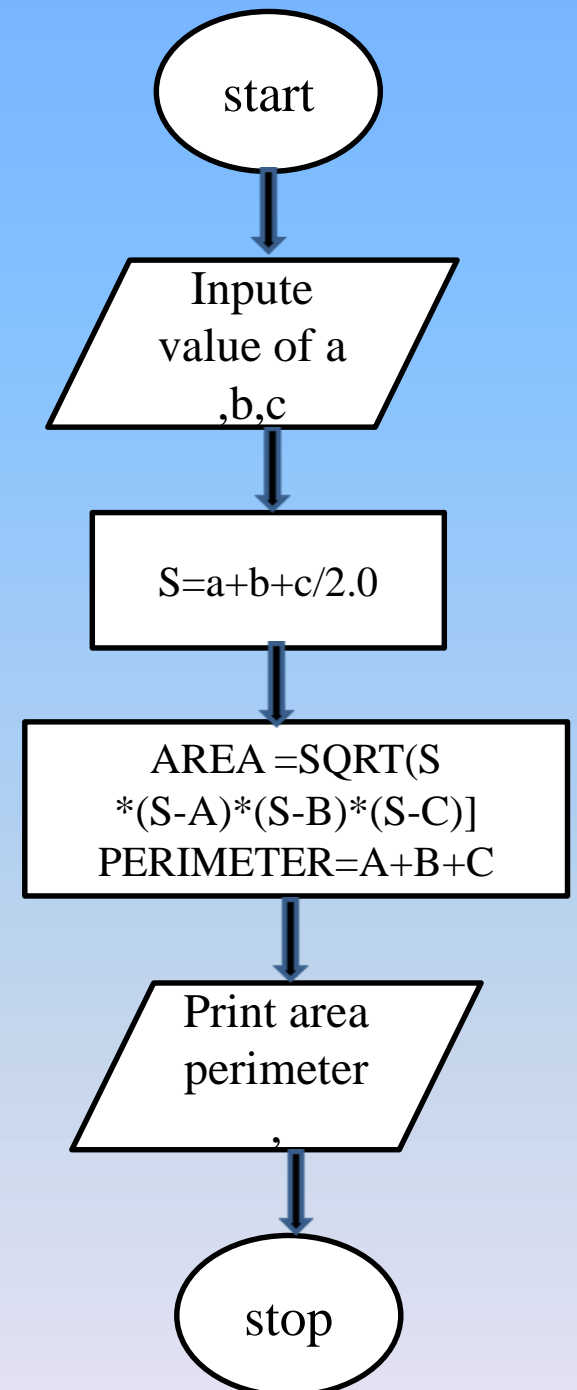 start
Inpute
value of a
,b,c
S=a+b+c/2.0
AREA =SQRT(S
*(S-A)*(S-B)*(S-C)]
PERIMETER=A+B+C
Print area
perimeter
,
stop